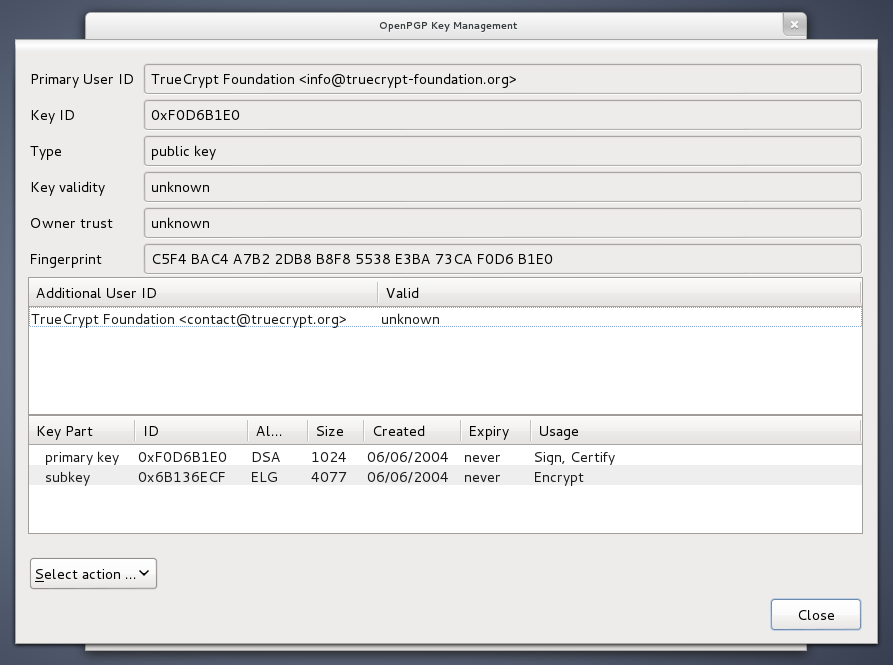 OpenPGP Key Management
Primary User ID TrueCrypt Foundation <info@truecrypt-foundation.org>
Key ID 0xF0D6B1E0
Type public key
Key validity unknown
Owner trust unknown
Fingerprint C5F4 BAC4 A7B2 2DB8 B8F8 5538 E3BA 73CA F0D6 B1E0
Additional User ID Valid
TrueCrypt Foundation <contact@truecrypt.org> unknown
Key Part ID Al... Size Created Expiry Usage
primary key 0xF0D6B1E0 DSA 1024 06/06/2004 never Sign, Certify
subkey 0x6B136ECF ELG 4077 06/06/2004 never Encrypt
Select action ...
Close